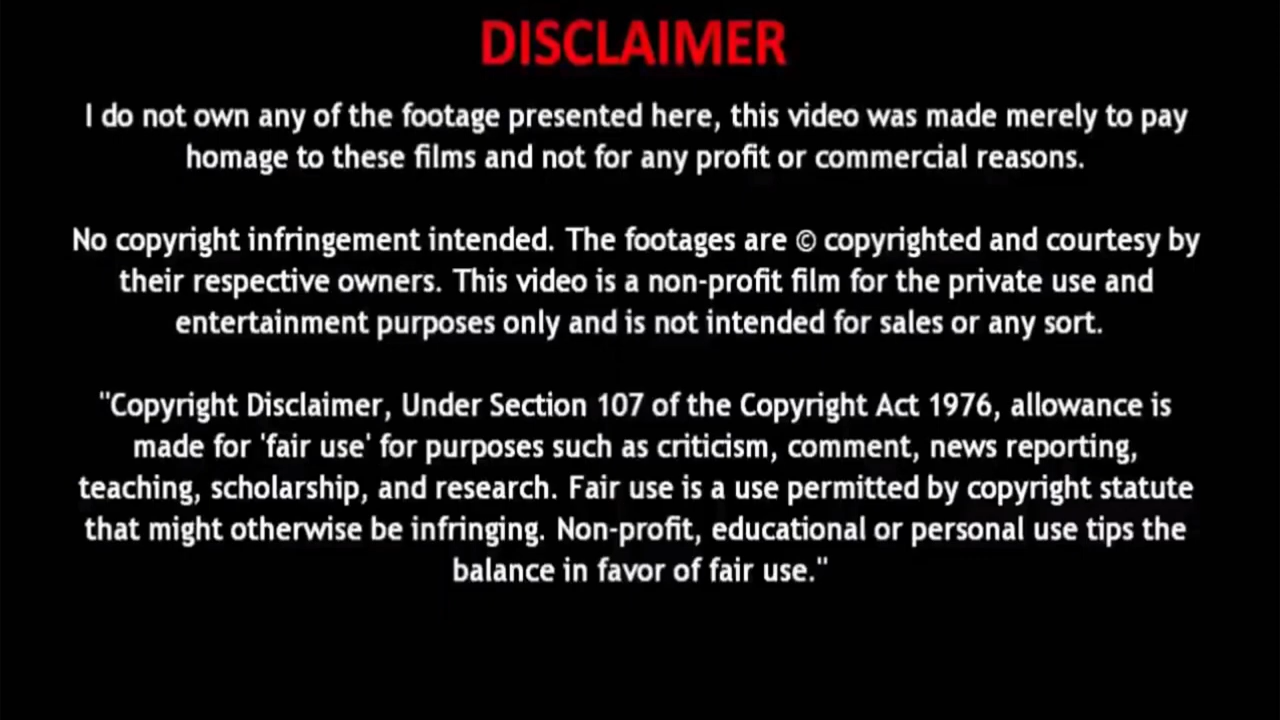 DISCLAIMER
I do not own any of the footage presented here, this video was made merely to pay
homage to these films and not for any profit or commercial reasons.
No copyright infringement intended. The footages are © copyrighted and courtesy by
their respective owners. This video is a non-profit film for the private use and
entertainment purposes only and is not intended for sales or any sort.
"Copyright Disclaimer, Under Section 107 of the Copyright Act 1976, allowance is
made for 'fair use' for purposes such as criticism, comment, news reporting,
teaching, scholarship, and research. Fair use is a use permitted by copyright statute
that might otherwise be infringing. Non-profit, educational or personal use tips the
balance in favor of fair use."